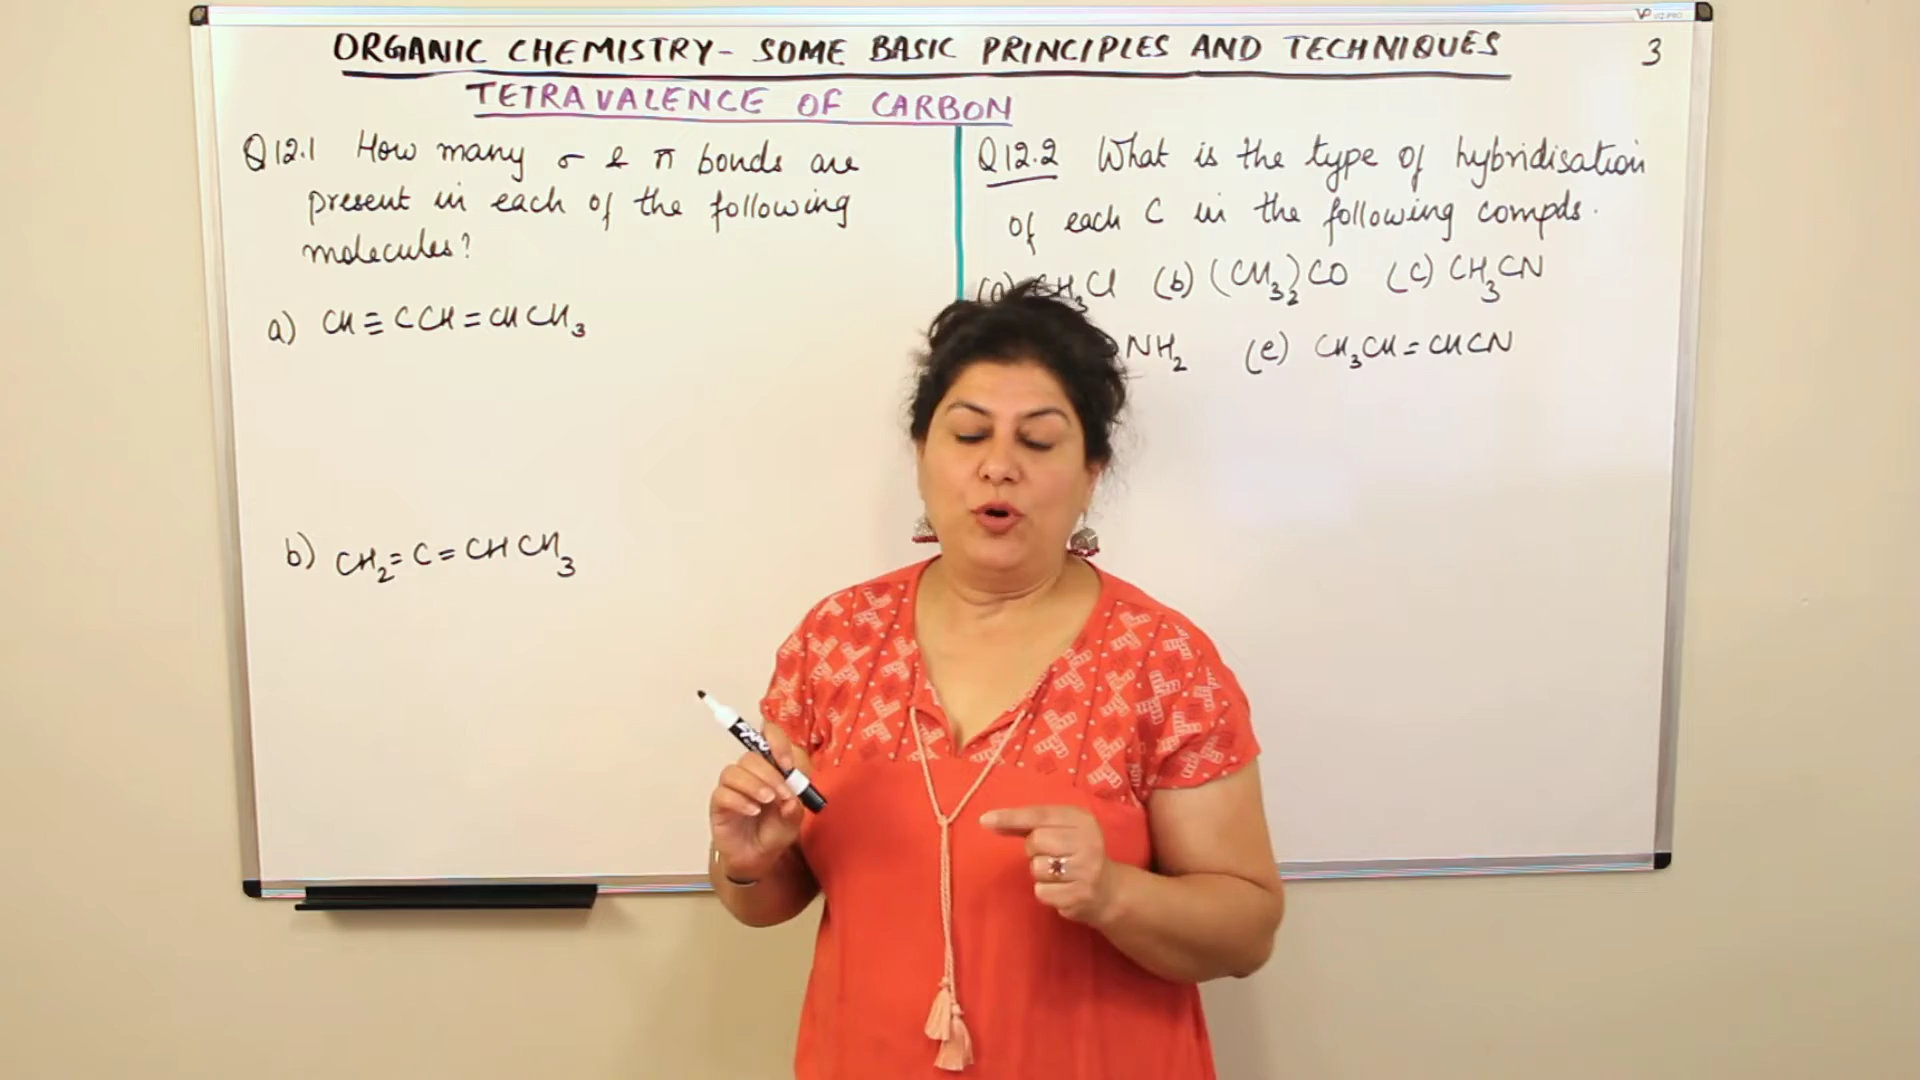 ORGANIC CHEMISTRY - SOME BASIC PRINCIPLES AND TECHNIQUES 3
TETRAVALENCE OF CARBON
Q12.1 How many σ & π bonds are
present in each of the following
molecules?
a) CH≡CCH=CHCH3
b) CH2=C=CHCH3
Q12.2 What is the type of hybridisation
of each C in the following compds.
(a) CH3Cl (b) (CH3)2CO (c) CH3CN
NH2 (e) CH3CH=CHCN